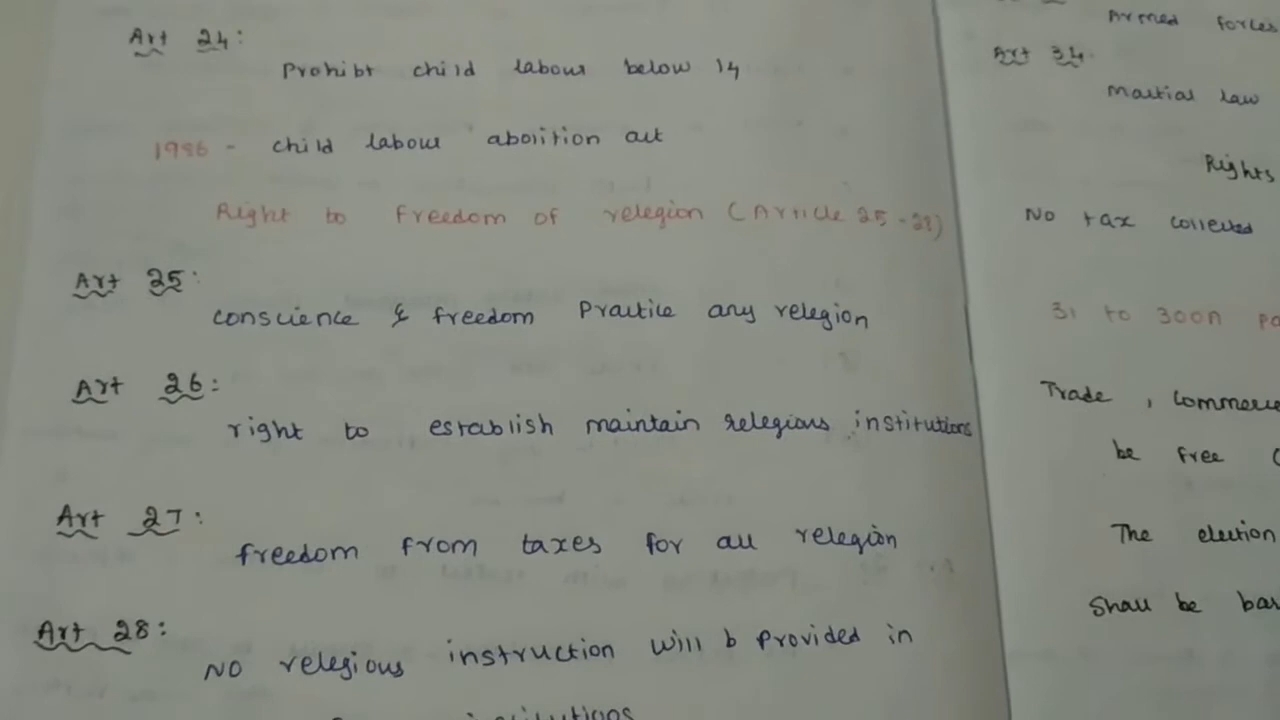 Art 24:
Prohibt child labour below 14
1986 - child labour abolition act
Right to freedom of relegion (Article 25-28)
Art 25:
conscience & freedom Practice any relegion
Art 26:
right to establish maintain relegious institutions
Art 27:
freedom from taxes for all relegion
Art 28:
NO relegious instruction will b provided in
institutions
Armed forces
Art 34.
Martial law
Rights
No tax collected
31 to 300A
Trade, commerce
be free
The election
Shall be